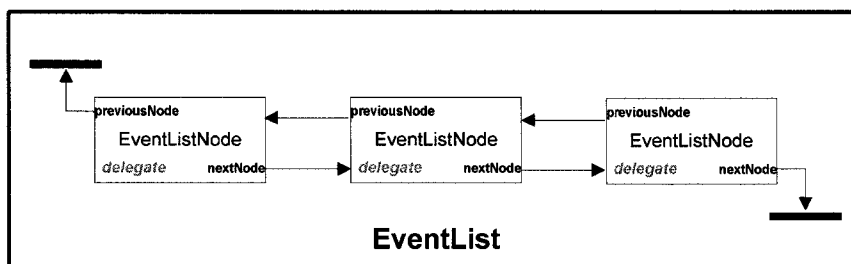 previousNode
EventListNode
delegate nextNode
previousNode
EventListNode
delegate nextNode
previousNode
EventListNode
delegate nextNode
EventList